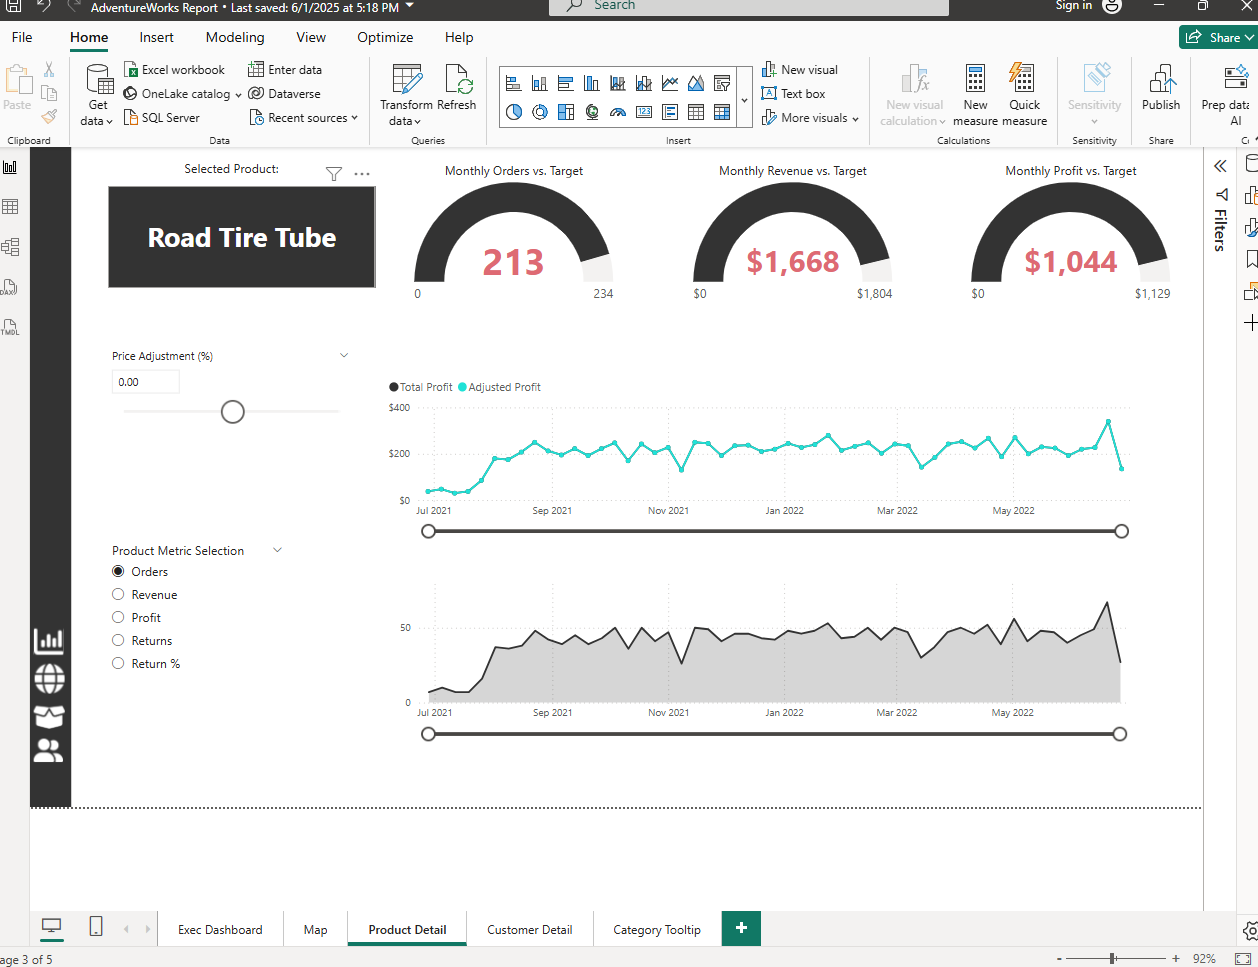 AdventureWorks Report • Last saved: 6/1/2025 at 5:18 PM
Search
Sign in
File
Home
Insert
Modeling
View
Optimize
Help
Share
Paste
Get data
Excel workbook
OneLake catalog
SQL Server
Enter data
Dataverse
Recent sources
Transform data
Refresh
123
New visual
A
Text box
More visuals
New visual calculation
New measure
Quick measure
Sensitivity
Publish
Prep data
AI
Clipboard
Data
Queries
Insert
Calculations
Sensitivity
Share
DAX
TMDL
Selected Product:
Road Tire Tube
Monthly Orders vs. Target
213
0
234
Monthly Revenue vs. Target
$1,668
$0
$1,804
Monthly Profit vs. Target
$1,044
$0
$1,129
Filters
Price Adjustment (%)
0.00
Total Profit
Adjusted Profit
$400
$200
$0
Jul 2021
Sep 2021
Nov 2021
Jan 2022
Mar 2022
May 2022
Product Metric Selection
Orders
Revenue
Profit
Returns
Return %
50
0
Jul 2021
Sep 2021
Nov 2021
Jan 2022
Mar 2022
May 2022
Exec Dashboard
Map
Product Detail
Customer Detail
Category Tooltip
age 3 of 5
- +
92%